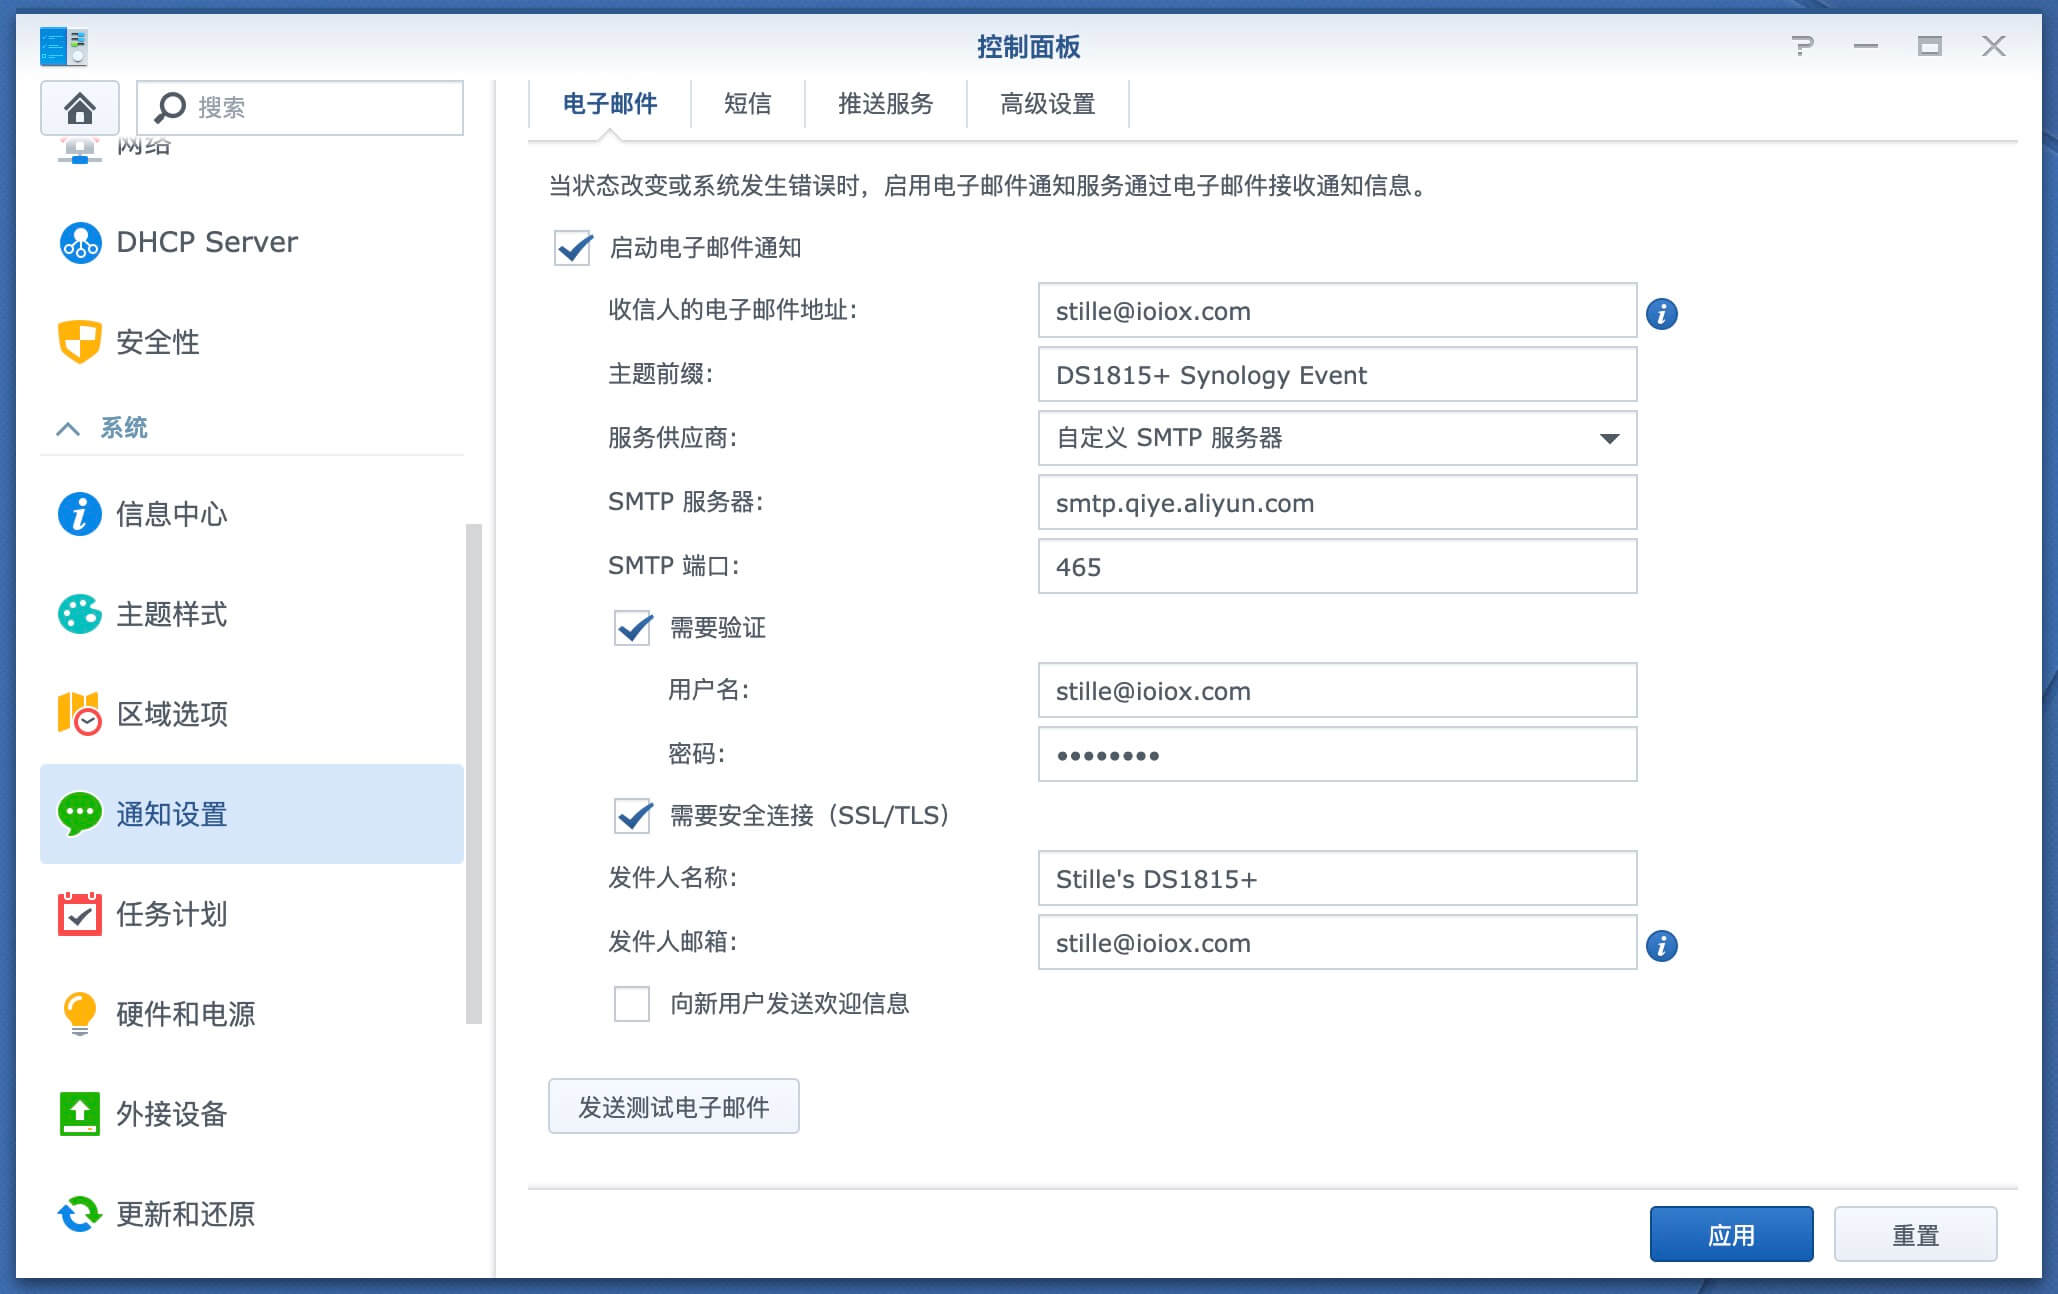 控制面板
搜索
网络
DHCP Server
安全性
系统
信息中心
主题样式
区域选项
通知设置
任务计划
硬件和电源
外接设备
更新和还原
电子邮件
短信
推送服务
高级设置
当状态改变或系统发生错误时，启用电子邮件通知服务通过电子邮件接收通知信息。
启动电子邮件通知
收信人的电子邮件地址: stille@ioiox.com
主题前缀: DS1815+ Synology Event
服务供应商: 自定义 SMTP 服务器
SMTP 服务器: smtp.qiye.aliyun.com
SMTP 端口: 465
需要验证
用户名: stille@ioiox.com
密码: ••••••••
需要安全连接（SSL/TLS）
发件人名称: Stille's DS1815+
发件人邮箱: stille@ioiox.com
向新用户发送欢迎信息
发送测试电子邮件
应用
重置